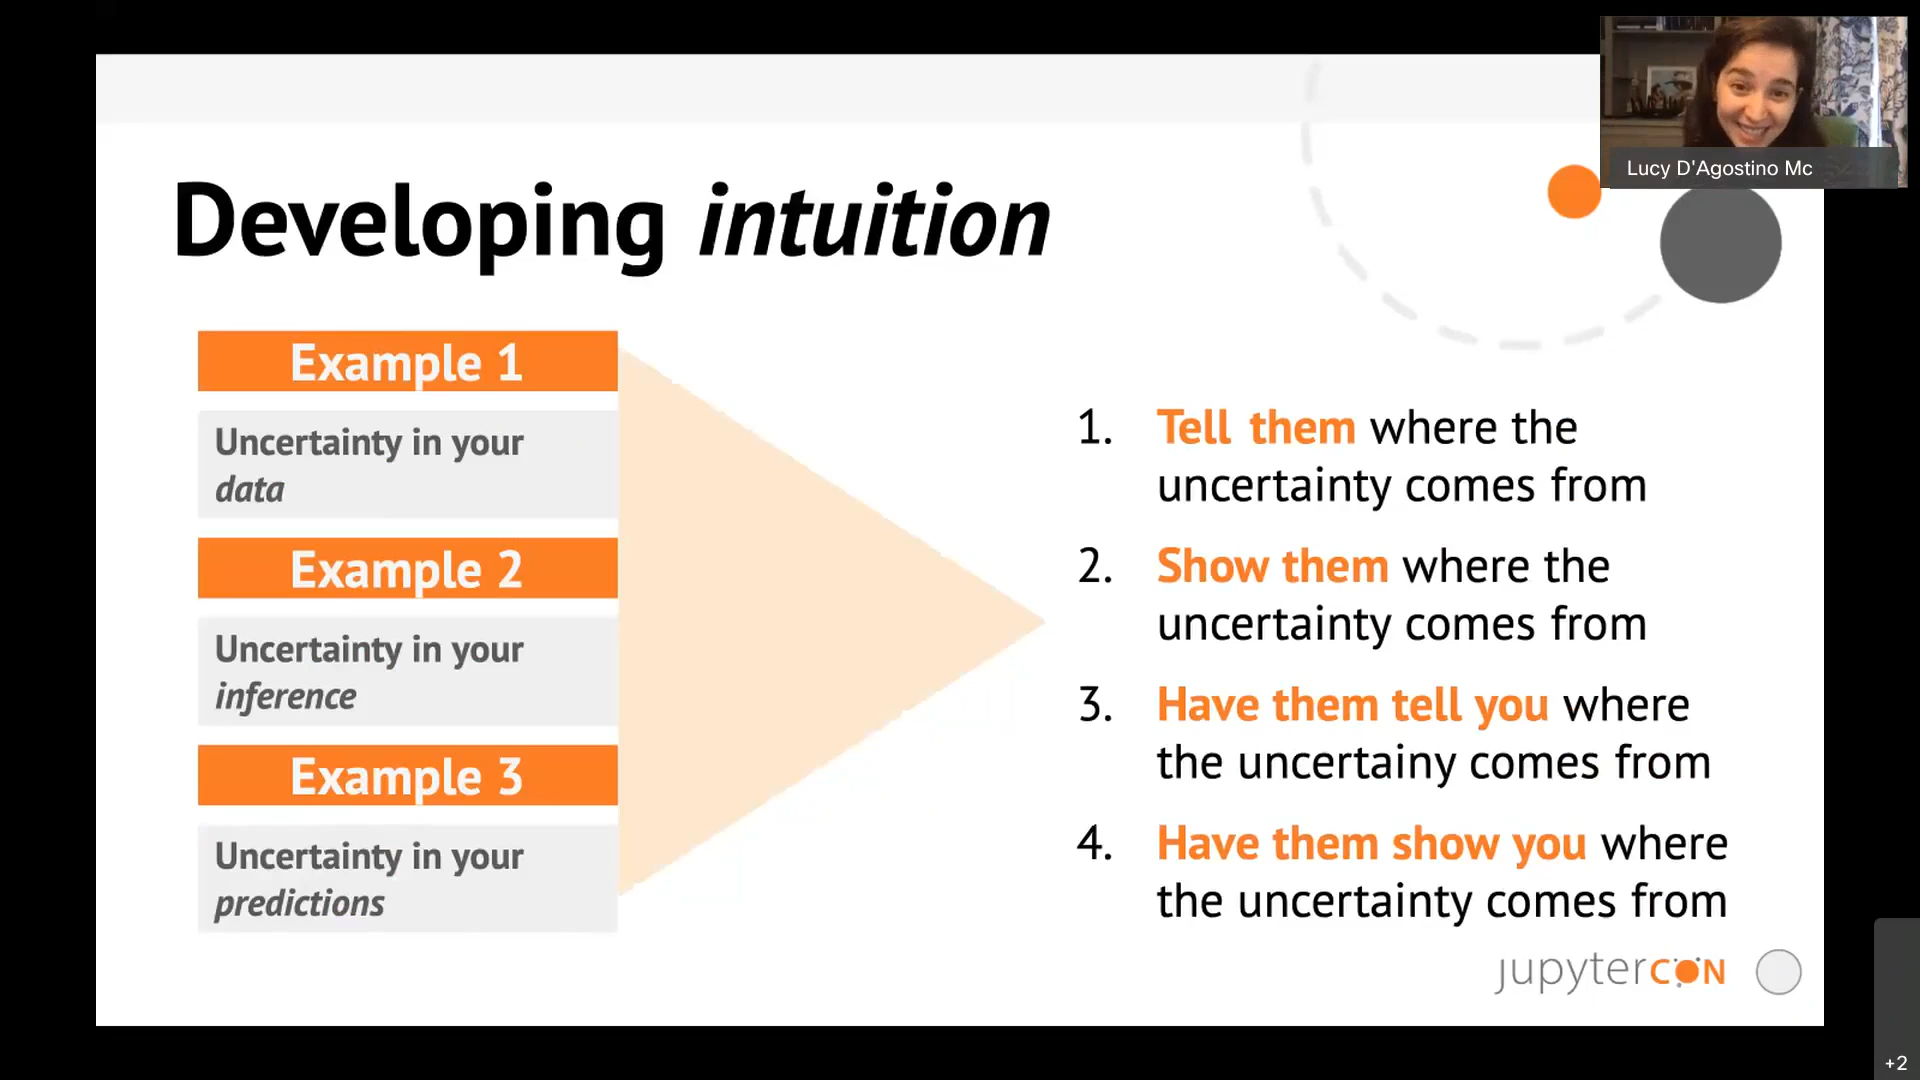 Lucy D'Agostino Mc
Developing intuition
Example 1
Uncertainty in your
data
Example 2
Uncertainty in your
inference
Example 3
Uncertainty in your
predictions
1. Tell them where the
uncertainty comes from
2. Show them where the
uncertainty comes from
3. Have them tell you where
the uncertainy comes from
4. Have them show you where
the uncertainty comes from
jupyterCON
+2